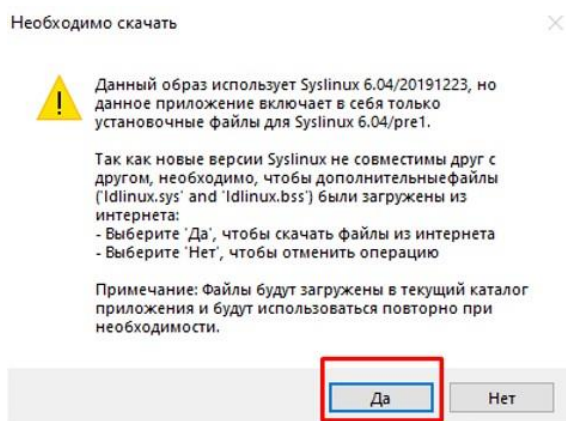 Необходимо скачать
Данный образ использует Syslinux 6.04/20191223, но
данное приложение включает в себя только
установочные файлы для Syslinux 6.04/pre1.
Так как новые версии Syslinux не совместимы друг с
другом, необходимо, чтобы дополнительныефайлы
('ldlinux.sys' and 'ldlinux.bss') были загружены из
интернета:
- Выберите 'Да', чтобы скачать файлы из интернета
- Выберите 'Нет', чтобы отменить операцию
Примечание: Файлы будут загружены в текущий каталог
приложения и будут использоваться повторно при
необходимости.
Да
Нет